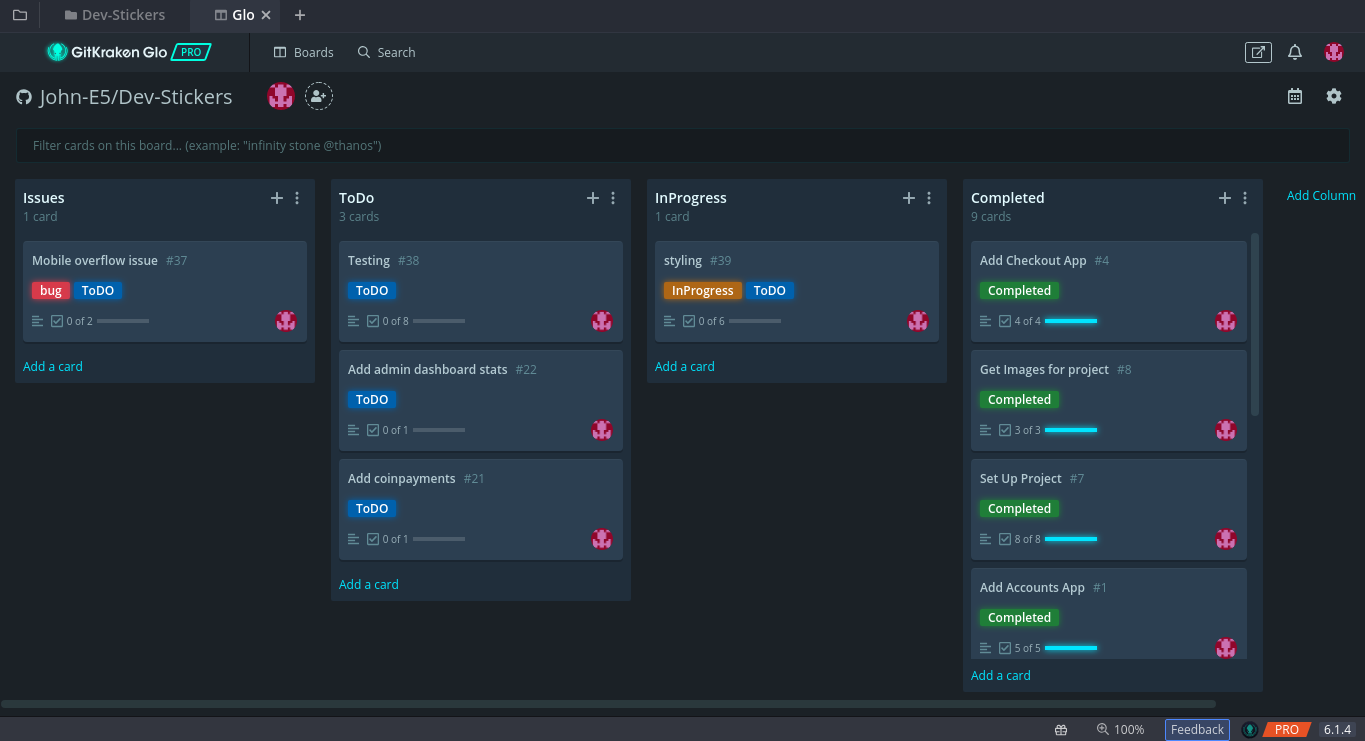 Dev-Stickers
Glo
GitKraken Glo PRO
Boards
Search
John-E5/Dev-Stickers
Filter cards on this board... (example: "infinity stone @thanos")
Issues
1 card
Mobile overflow issue #37
bug ToDO
0 of 2
Add a card
ToDo
3 cards
Testing #38
ToDO
0 of 8
Add admin dashboard stats #22
ToDO
0 of 1
Add coinpayments #21
ToDO
0 of 1
Add a card
InProgress
1 card
styling #39
InProgress ToDO
0 of 6
Add a card
Completed
9 cards
Add Checkout App #4
Completed
4 of 4
Get Images for project #8
Completed
3 of 3
Set Up Project #7
Completed
8 of 8
Add Accounts App #1
Completed
5 of 5
Add a card
Add Column
100%
Feedback
PRO
6.1.4